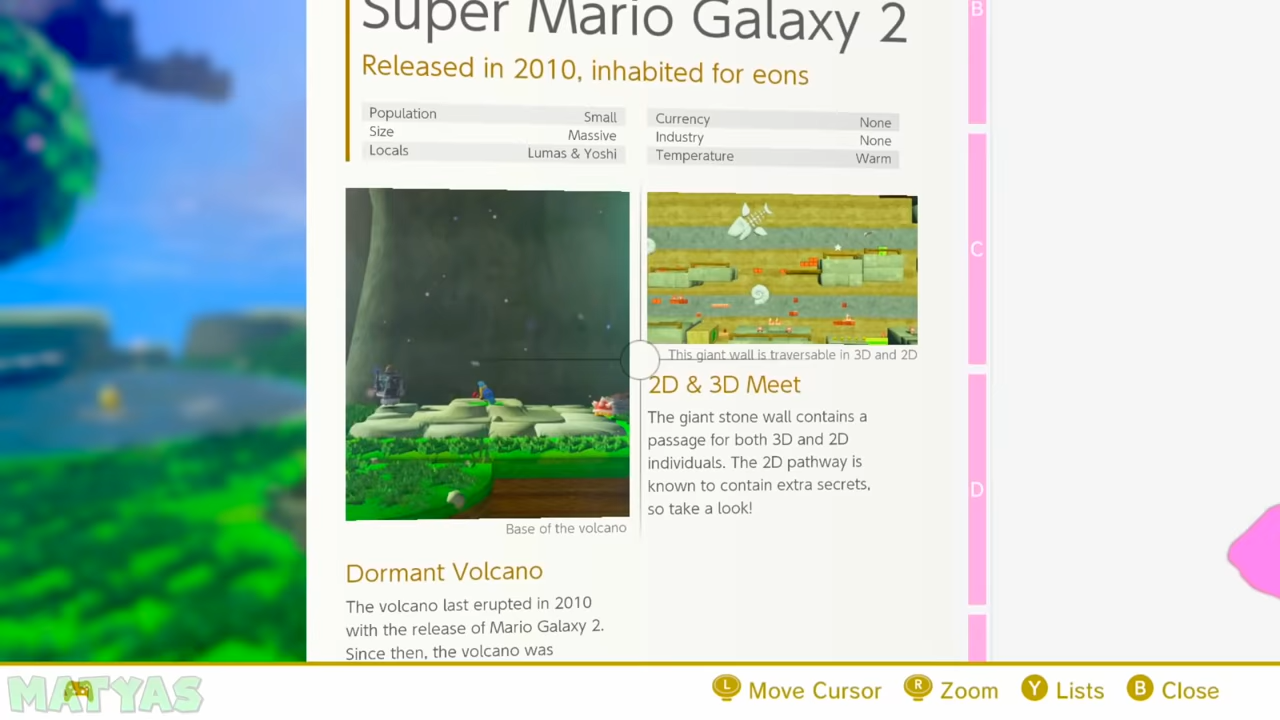 Super Mario Galaxy 2
Released in 2010, inhabited for eons
Population Small
Size Massive
Locals Lumas & Yoshi
Currency None
Industry None
Temperature Warm
This giant wall is traversable in 3D and 2D
2D & 3D Meet
The giant stone wall contains a
passage for both 3D and 2D
individuals. The 2D pathway is
known to contain extra secrets,
so take a look!
Base of the volcano
Dormant Volcano
The volcano last erupted in 2010
with the release of Mario Galaxy 2.
Since then, the volcano was
B
C
D
MATYAS
L Move Cursor R Zoom Y Lists B Close